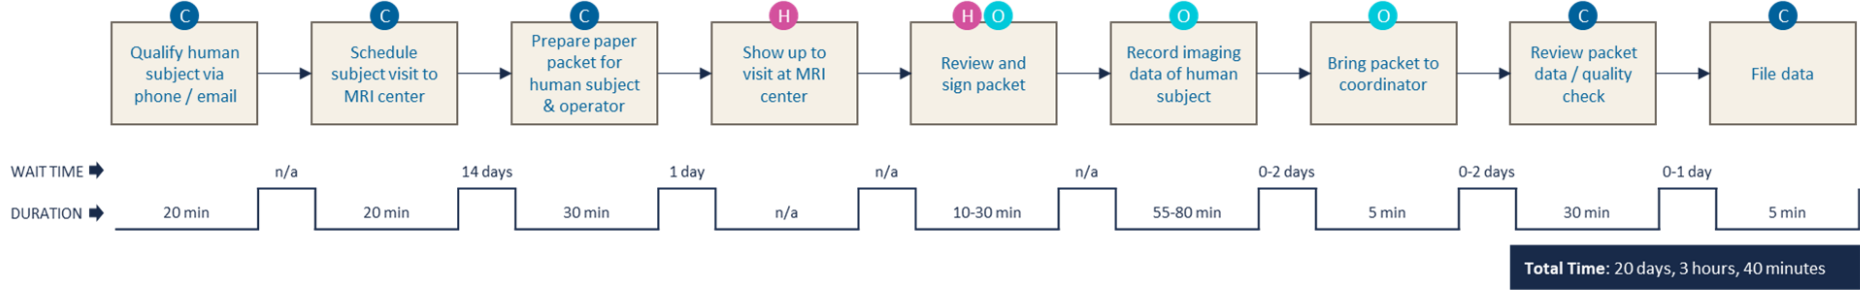 C
C
C
H
H O
O
O
C
C
Qualify human
subject via
phone / email
Schedule
subject visit to
MRI center
Prepare paper
packet for
human subject
& operator
Show up to
visit at MRI
center
Review and
sign packet
Record imaging
data of human
subject
Bring packet to
coordinator
Review packet
data / quality
check
File data
WAIT TIME n/a 14 days 1 day n/a n/a 0-2 days 0-2 days 0-1 day
DURATION 20 min 20 min 30 min n/a 10-30 min 55-80 min 5 min 30 min 5 min
Total Time: 20 days, 3 hours, 40 minutes